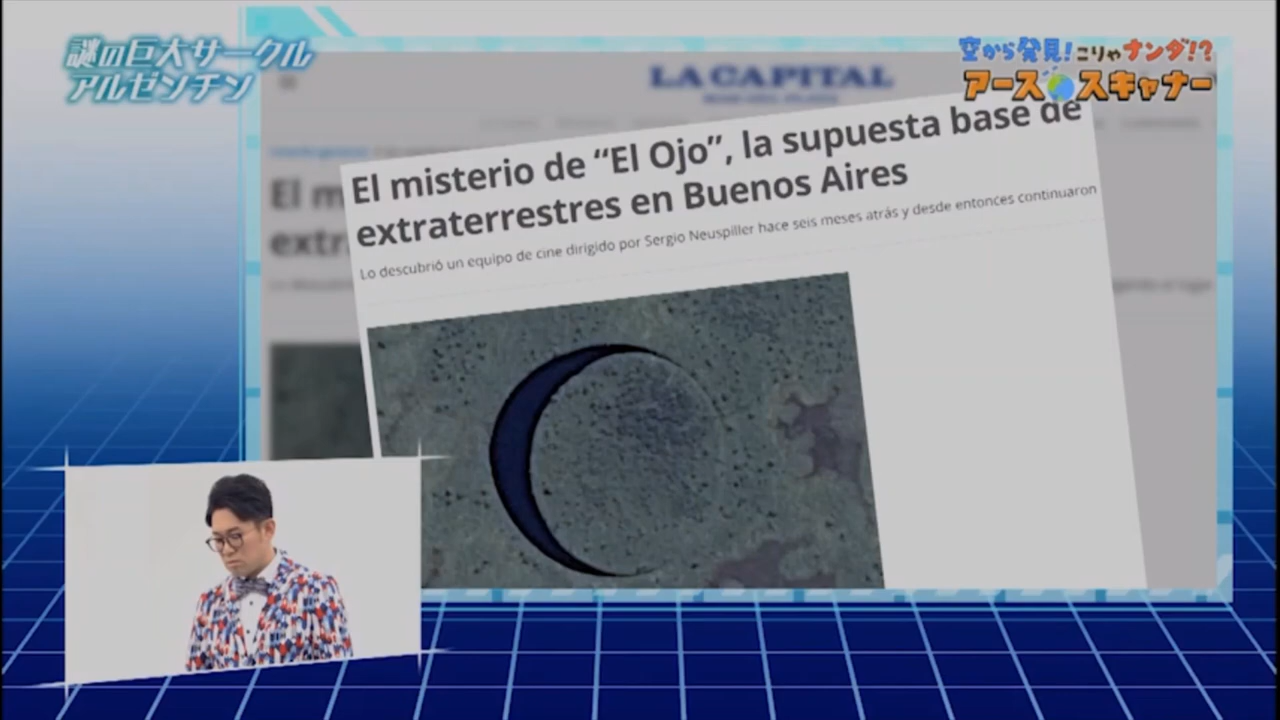 謎の巨大サークル
アルゼンチン
空から発見!こりゃナンダ!?
アース スキャナー
LA CAPITAL
El misterio de “El Ojo”, la supuesta base de
extraterrestres en Buenos Aires
Lo descubrió un equipo de cine dirigido por Sergio Neuspiller hace seis meses atrás y desde entonces continuaron
El m
extr